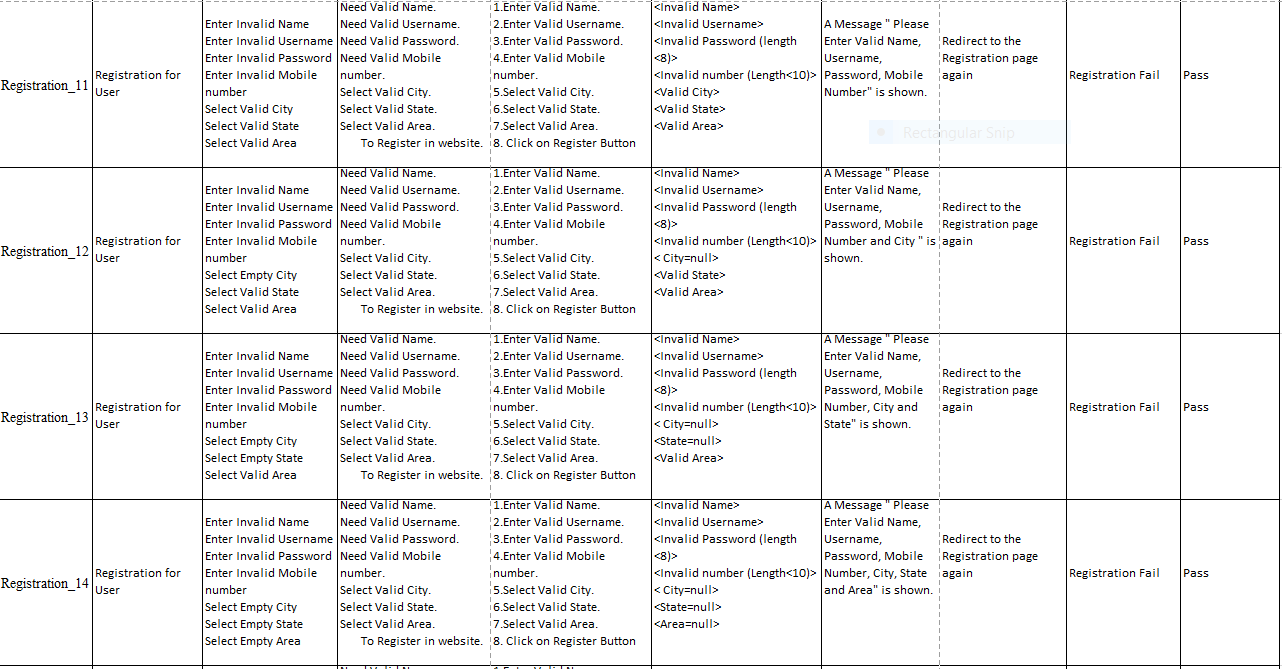 Registration_11
Registration for
User
Enter Invalid Name
Enter Invalid Username
Enter Invalid Password
Enter Invalid Mobile
number
Select Valid City
Select Valid State
Select Valid Area
Need Valid Name.
Need Valid Username.
Need Valid Password.
Need Valid Mobile
number.
Select Valid City.
Select Valid State.
Select Valid Area.
To Register in website.
1.Enter Valid Name.
2.Enter Valid Username.
3.Enter Valid Password.
4.Enter Valid Mobile
number.
5.Select Valid City.
6.Select Valid State.
7.Select Valid Area.
8. Click on Register Button
<Invalid Name>
<Invalid Username>
<Invalid Password (length
<8)>
<Invalid number (Length<10)>
<Valid City>
<Valid State>
<Valid Area>
A Message " Please
Enter Valid Name,
Username,
Password, Mobile
Number" is shown.
Redirect to the
Registration page
again
Registration Fail
Pass
Rectangular Snip
Registration_12
Registration for
User
Enter Invalid Name
Enter Invalid Username
Enter Invalid Password
Enter Invalid Mobile
number
Select Empty City
Select Valid State
Select Valid Area
Need Valid Name.
Need Valid Username.
Need Valid Password.
Need Valid Mobile
number.
Select Valid City.
Select Valid State.
Select Valid Area.
To Register in website.
1.Enter Valid Name.
2.Enter Valid Username.
3.Enter Valid Password.
4.Enter Valid Mobile
number.
5.Select Valid City.
6.Select Valid State.
7.Select Valid Area.
8. Click on Register Button
<Invalid Name>
<Invalid Username>
<Invalid Password (length
<8)>
<Invalid number (Length<10)>
< City=null>
<Valid State>
<Valid Area>
A Message " Please
Enter Valid Name,
Username,
Password, Mobile
Number and City " is
shown.
Redirect to the
Registration page
again
Registration Fail
Pass
Registration_13
Registration for
User
Enter Invalid Name
Enter Invalid Username
Enter Invalid Password
Enter Invalid Mobile
number
Select Empty City
Select Empty State
Select Valid Area
Need Valid Name.
Need Valid Username.
Need Valid Password.
Need Valid Mobile
number.
Select Valid City.
Select Valid State.
Select Valid Area.
To Register in website.
1.Enter Valid Name.
2.Enter Valid Username.
3.Enter Valid Password.
4.Enter Valid Mobile
number.
5.Select Valid City.
6.Select Valid State.
7.Select Valid Area.
8. Click on Register Button
<Invalid Name>
<Invalid Username>
<Invalid Password (length
<8)>
<Invalid number (Length<10)>
< City=null>
<State=null>
<Valid Area>
A Message " Please
Enter Valid Name,
Username,
Password, Mobile
Number, City and
State" is shown.
Redirect to the
Registration page
again
Registration Fail
Pass
Registration_14
Registration for
User
Enter Invalid Name
Enter Invalid Username
Enter Invalid Password
Enter Invalid Mobile
number
Select Empty City
Select Empty State
Select Empty Area
Need Valid Name.
Need Valid Username.
Need Valid Password.
Need Valid Mobile
number.
Select Valid City.
Select Valid State.
Select Valid Area.
To Register in website.
1.Enter Valid Name.
2.Enter Valid Username.
3.Enter Valid Password.
4.Enter Valid Mobile
number.
5.Select Valid City.
6.Select Valid State.
7.Select Valid Area.
8. Click on Register Button
<Invalid Name>
<Invalid Username>
<Invalid Password (length
<8)>
<Invalid number (Length<10)>
< City=null>
<State=null>
<Area=null>
A Message " Please
Enter Valid Name,
Username,
Password, Mobile
Number, City, State
and Area" is shown.
Redirect to the
Registration page
again
Registration Fail
Pass